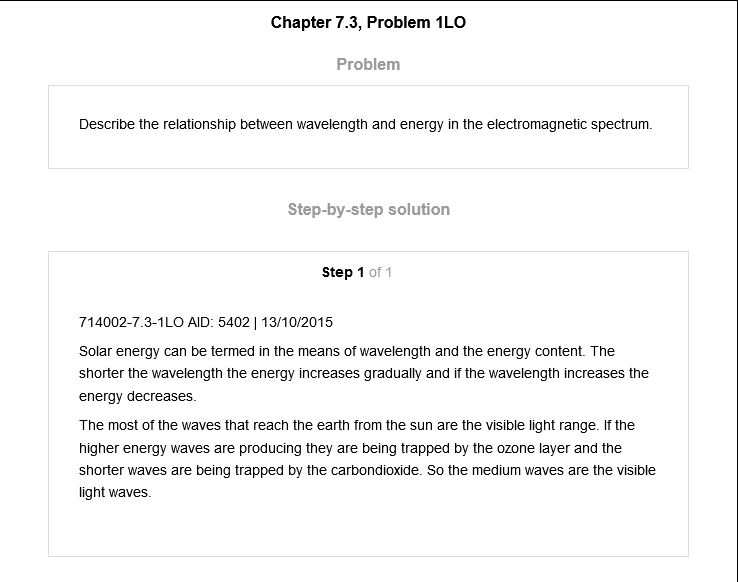 Chapter 7.3, Problem 1LO
Problem
Describe the relationship between wavelength and energy in the electromagnetic spectrum.
Step-by-step solution
Step 1 of 1
714002-7.3-1LO AID: 5402 | 13/10/2015
Solar energy can be termed in the means of wavelength and the energy content. The
shorter the wavelength the energy increases gradually and if the wavelength increases the
energy decreases.
The most of the waves that reach the earth from the sun are the visible light range. If the
higher energy waves are producing they are being trapped by the ozone layer and the
shorter waves are being trapped by the carbondioxide. So the medium waves are the visible
light waves.